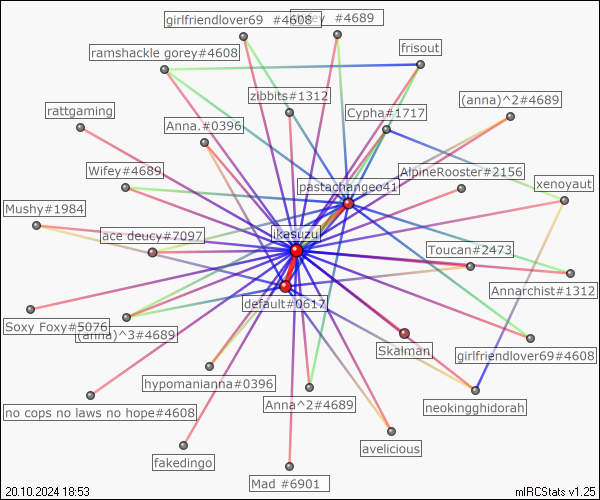 girlfriendlover69 #4608
#4689
ramshackle gorey#4608
frisout
zibbits#1312
(anna)^2#4689
rattgaming
Cypha#1717
Anna.#0396
Wifey#4689
AlpineRooster#2156
pastachangeo41
xenoyaut
Mushy#1984
ikesuzu
ace deucy#7097
Toucan#2473
Annarchist#1312
default#0617
Soxy Foxy#5076
(anna)^3#4689
Skalman
girlfriendlover69#4608
hypomanianna#0396
Anna^2#4689
neokingghidorah
no cops no laws no hope#4608
avelicious
fakedingo
Mad #6901
20.10.2024 18:53
mIRCStats v1.25